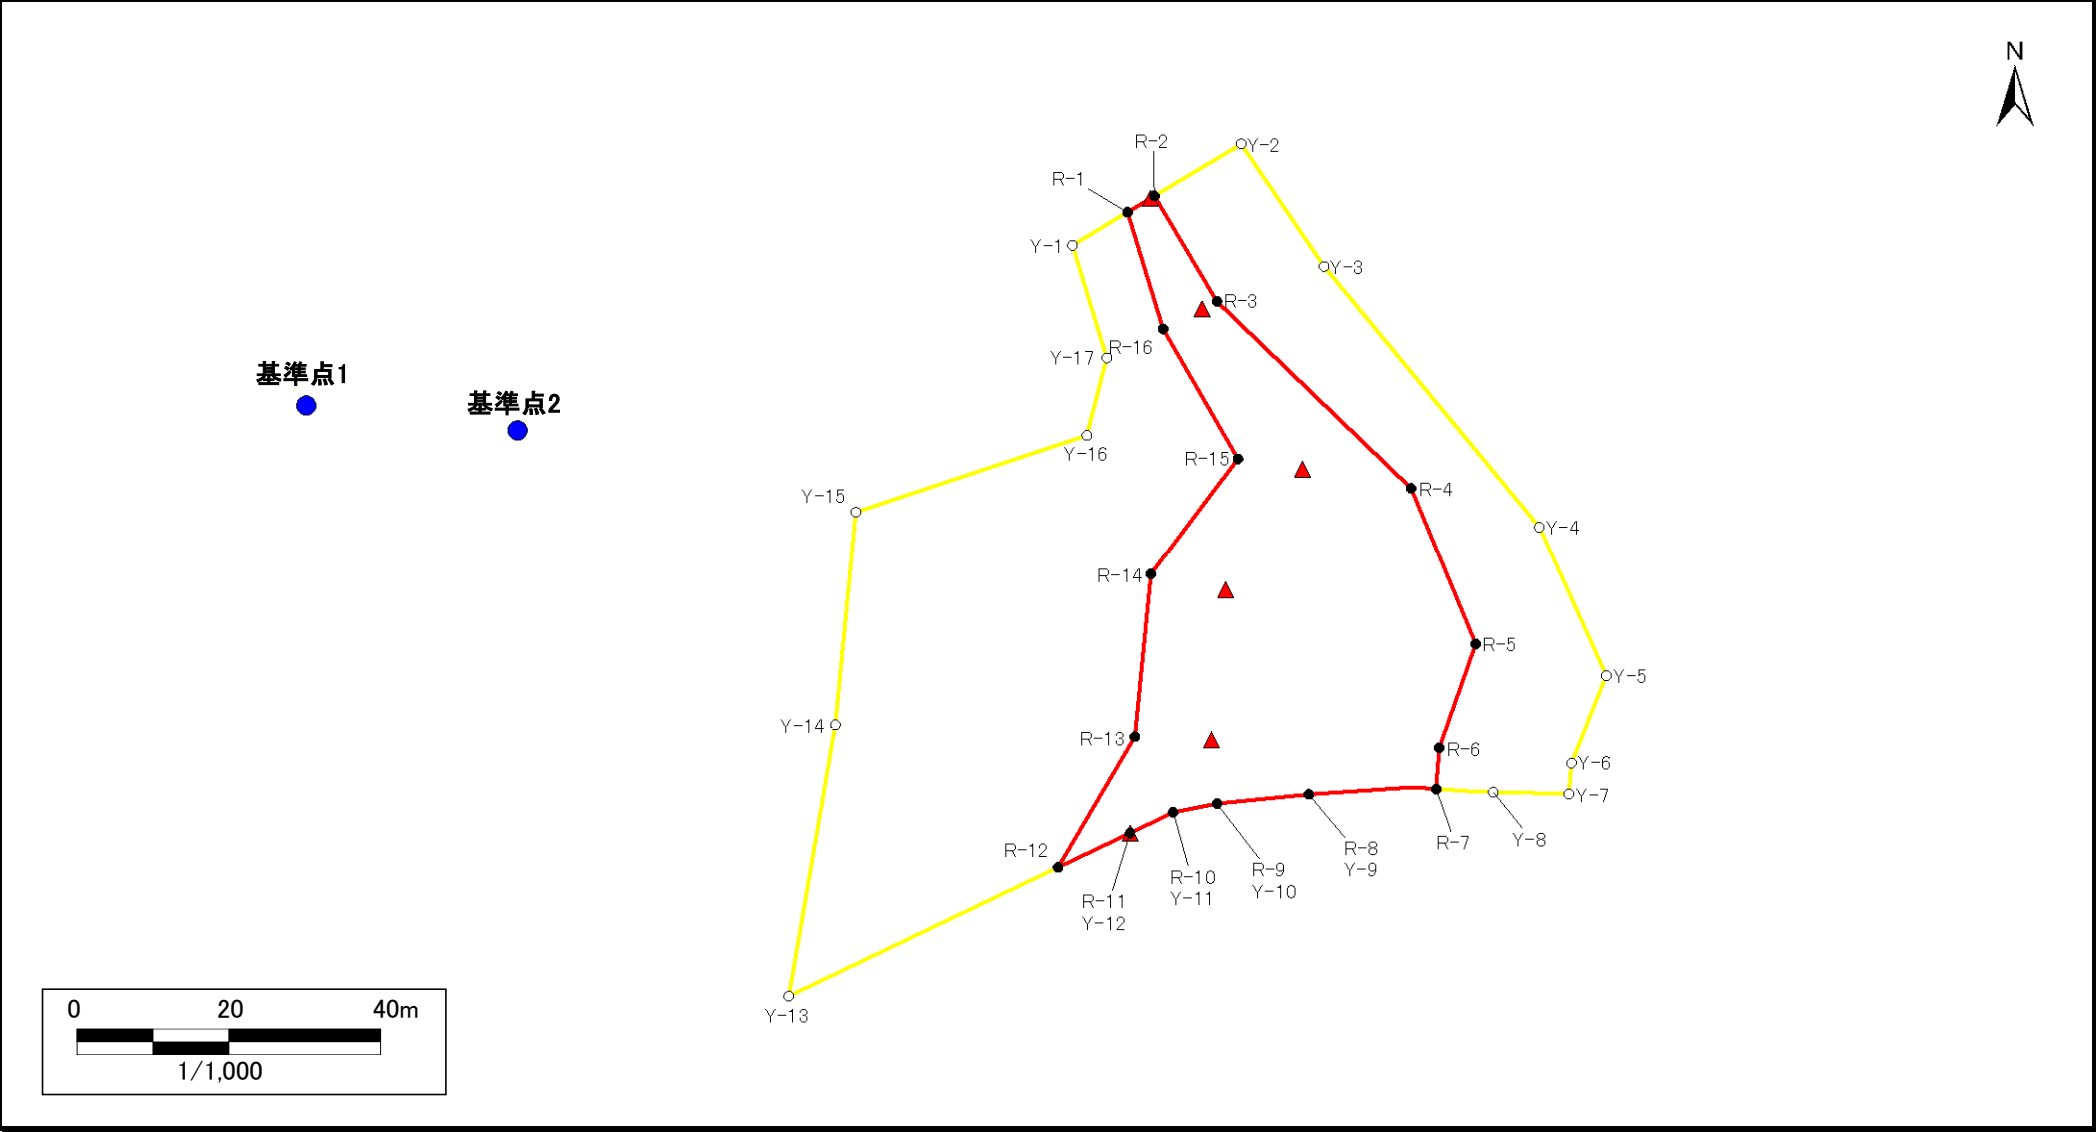 N
R-2
Y-2
R-1
Y-1
Y-3
R-3
R-16
Y-17
基準点1
基準点2
Y-16
R-15
Y-15
R-4
Y-4
R-14
R-5
Y-5
Y-14
R-13
R-6
Y-6
Y-7
R-12
R-7
Y-8
R-8
Y-9
R-9
Y-10
R-10
Y-11
R-11
Y-12
Y-13
0 20 40m
1/1,000